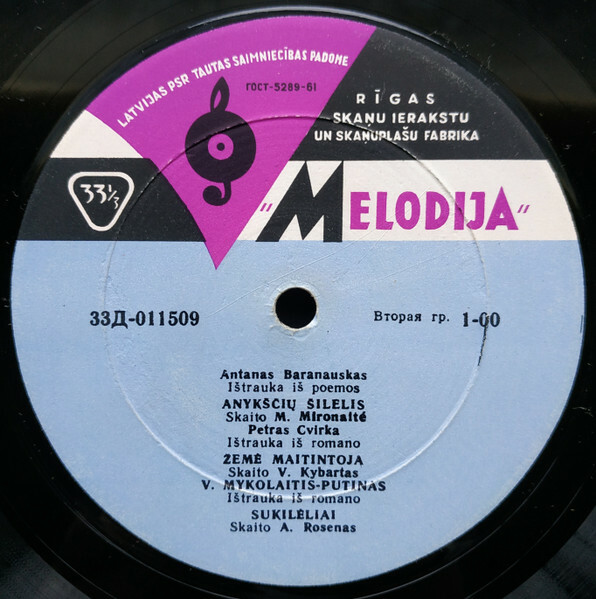 LATVIJAS PSR TAUTAS SAIMNIECĪBAS PADOME
ГОСТ-5289-61
RĪGAS
SKAŅU IERAKSTU
UN SKAŅUPLAŠU FABRIKA
33⅓
"MELODIJA"
33Д-011509
Вторая гр. 1-00
Antanas Baranauskas
Ištrauka iš poemos
ANYKŠČIŲ ŠILELIS
Skaito M. Mironaitė
Petras Cvirka
Ištrauka iš romano
ŽEMĖ MAITINTOJA
Skaito V. Kybartas
V. MYKOLAITIS-PUTINAS
Ištrauka iš romano
SUKILĖLIAI
Skaito A. Rosenas